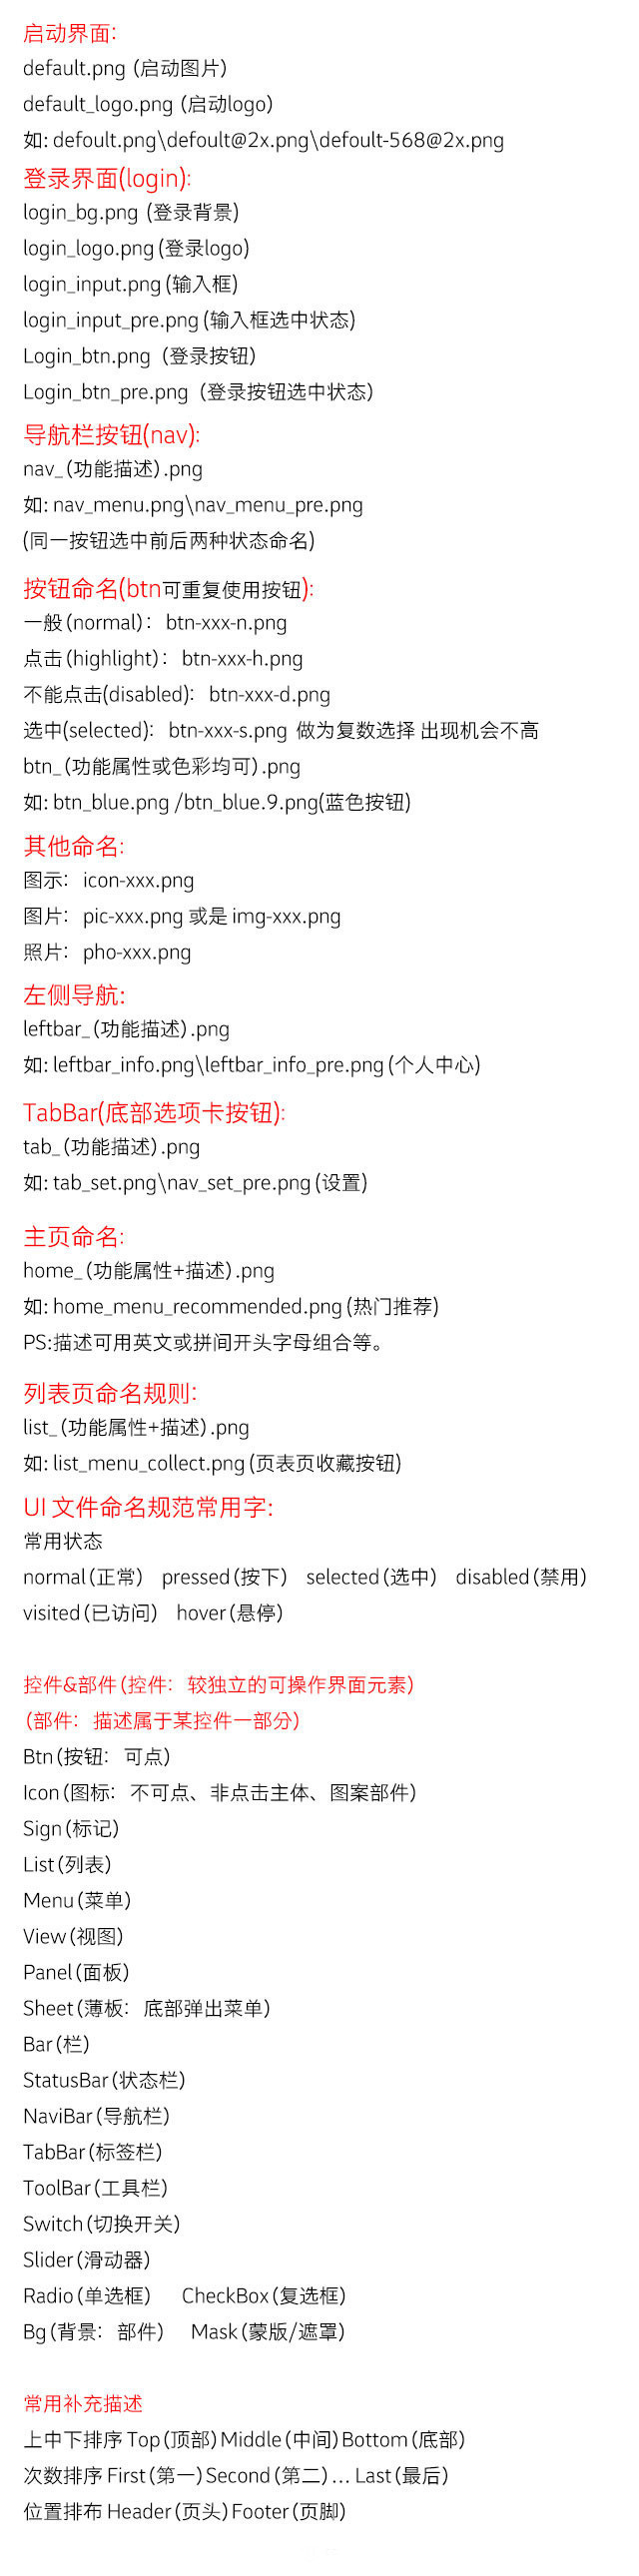 启动界面:
default.png (启动图片)
default_logo.png (启动logo)
如: defoult.png\defoult@2x.png\defoult-568@2x.png
登录界面(login):
login_bg.png (登录背景)
login_logo.png (登录logo)
login_input.png (输入框)
login_input_pre.png (输入框选中状态)
Login_btn.png (登录按钮)
Login_btn_pre.png (登录按钮选中状态)
导航栏按钮(nav):
nav_ (功能描述) .png
如: nav_menu.png\nav_menu_pre.png
(同一按钮选中前后两种状态命名)
按钮命名(btn可重复使用按钮):
一般 (normal)： btn-xxx-n.png
点击 (highlight)： btn-xxx-h.png
不能点击(disabled)： btn-xxx-d.png
选中(selected)： btn-xxx-s.png 做为复数选择 出现机会不高
btn_ (功能属性或色彩均可) .png
如: btn_blue.png /btn_blue.9.png(蓝色按钮)
其他命名:
图示： icon-xxx.png
图片： pic-xxx.png 或是 img-xxx.png
照片： pho-xxx.png
左侧导航:
leftbar_ (功能描述) .png
如: leftbar_info.png\leftbar_info_pre.png (个人中心)
TabBar(底部选项卡按钮):
tab_ (功能描述) .png
如: tab_set.png\nav_set_pre.png (设置)
主页命名:
home_ (功能属性+描述) .png
如: home_menu_recommended.png (热门推荐)
PS:描述可用英文或拼间开头字母组合等。
列表页命名规则:
list_ (功能属性+描述) .png
如: list_menu_collect.png (页表页收藏按钮)
UI 文件命名规范常用字:
常用状态
normal (正常) pressed (按下) selected (选中) disabled (禁用)
visited (已访问) hover (悬停)
控件&部件 (控件： 较独立的可操作界面元素)
(部件： 描述属于某控件一部分)
Btn (按钮： 可点)
Icon (图标： 不可点、非点击主体、图案部件)
Sign (标记)
List (列表)
Menu (菜单)
View (视图)
Panel (面板)
Sheet (薄板： 底部弹出菜单)
Bar (栏)
StatusBar (状态栏)
NaviBar (导航栏)
TabBar (标签栏)
ToolBar (工具栏)
Switch (切换开关)
Slider (滑动器)
Radio (单选框) CheckBox (复选框)
Bg (背景： 部件) Mask (蒙版/遮罩)
常用补充描述
上中下排序 Top (顶部) Middle (中间) Bottom (底部)
次数排序 First (第一) Second (第二) ... Last (最后)
位置排布 Header (页头) Footer (页脚)